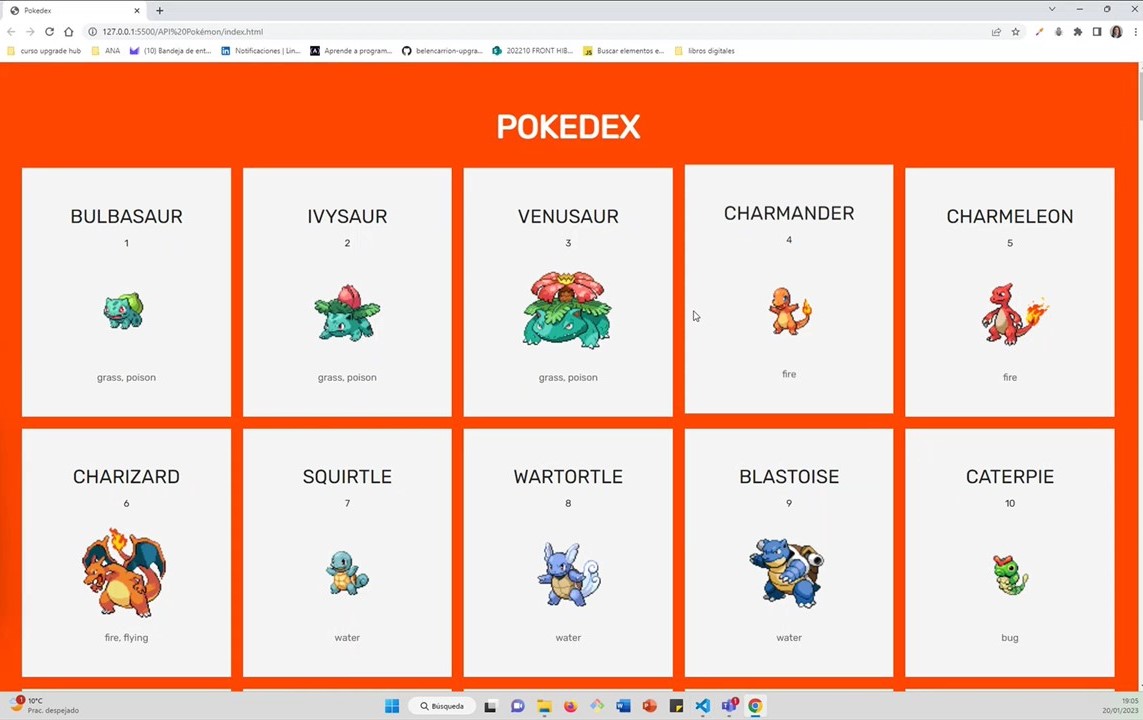 Pokedex
127.0.0.1:5500/API%20Pokémon/index.html
curso upgrade hub
ANA
(10) Bandeja de ent...
Notificaciones | Lin...
Aprende a program...
belencarrion-upgra...
202210 FRONT HIB...
Buscar elementos e...
libros digitales
POKEDEX
BULBASAUR
1
grass, poison
IVYSAUR
2
grass, poison
VENUSAUR
3
grass, poison
CHARMANDER
4
fire
CHARMELEON
5
fire
CHARIZARD
6
fire, flying
SQUIRTLE
7
water
WARTORTLE
8
water
BLASTOISE
9
water
CATERPIE
10
bug
10°C
Prac. despejado
Búsqueda
19:05
20/01/2023